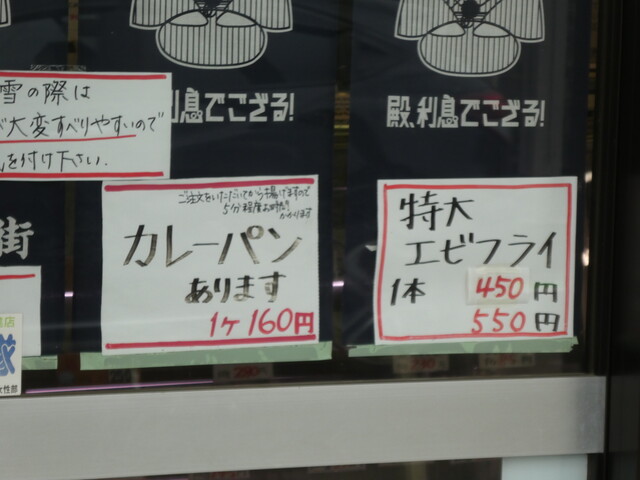 利息でござる!
殿、利息でござる!
雪の際は
大変すべりやすいので
を付け下さい.
街
ご注文をいただいてから揚げますので
5分程度お時間
かかります
カレーパン
あります
1ケ 160円
特大
エビフライ
1本 450円
550円